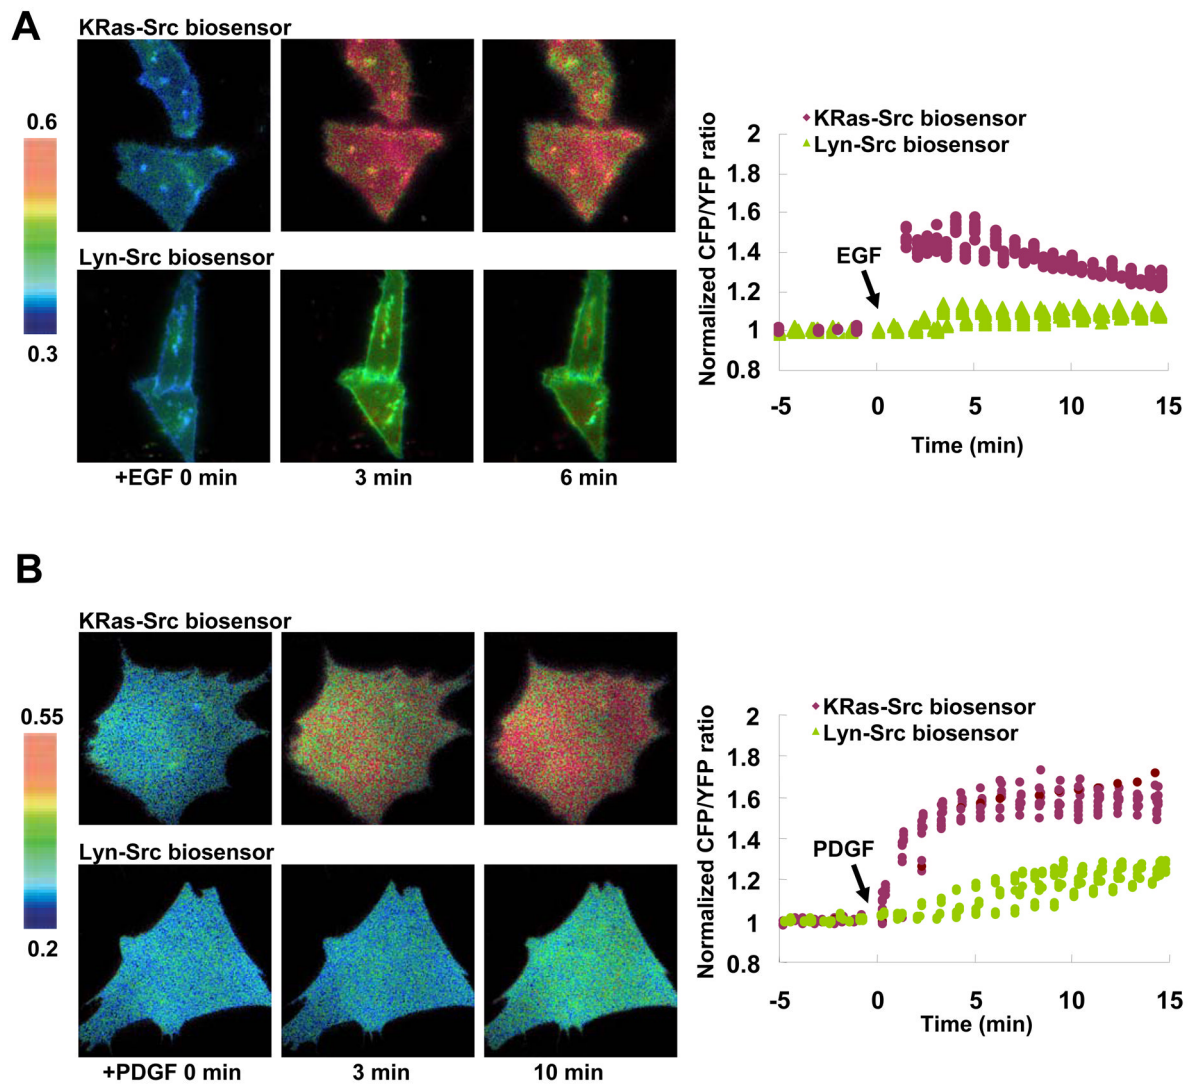 A
KRas-Src biosensor
0.6
0.3
Lyn-Src biosensor
+EGF 0 min
3 min
6 min
Normalized CFP/YFP ratio
KRas-Src biosensor
Lyn-Src biosensor
2
1.8
1.6
1.4
1.2
1
0.8
EGF
-5
0
5
10
15
Time (min)
B
KRas-Src biosensor
0.55
0.2
Lyn-Src biosensor
+PDGF 0 min
3 min
10 min
Normalized CFP/YFP ratio
KRas-Src biosensor
Lyn-Src biosensor
2
1.8
1.6
1.4
1.2
1
0.8
PDGF
-5
0
5
10
15
Time (min)